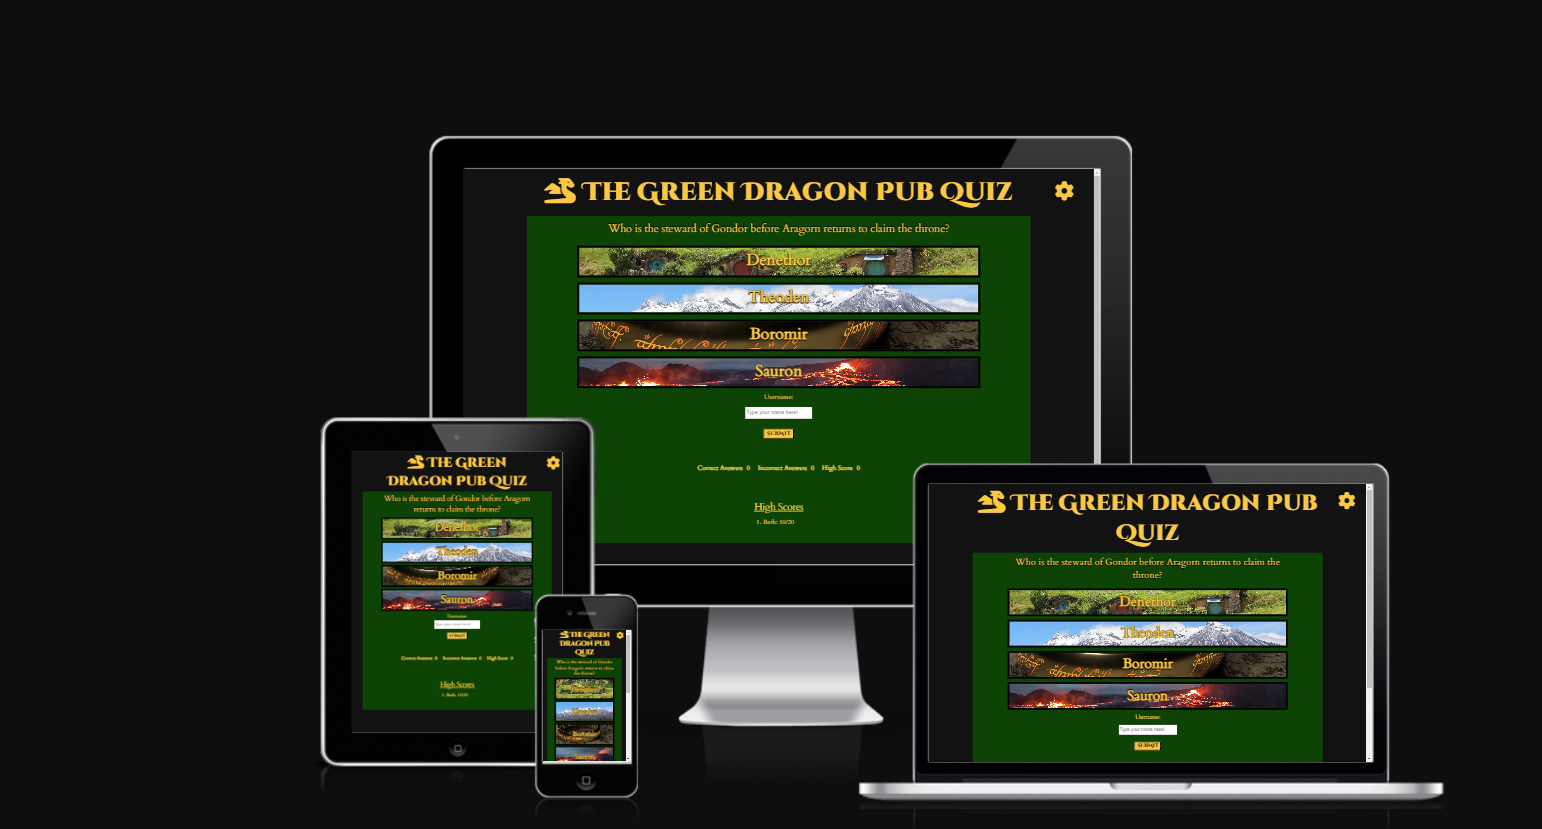 The Green Dragon Pub Quiz
Who is the steward of Gondor before Aragorn returns to claim the throne?
Denethor
Theoden
Boromir
Sauron
Username:
Type your name here!
SUBMIT
Correct Answers 0 Incorrect Answers 0 High Score 0
High Scores
1. Beth: 10/20
The Green
Dragon Pub Quiz
Who is the steward of Gondor before Aragorn
returns to claim the throne?
Denethor
Theoden
Boromir
Sauron
Username:
Type your name here!
SUBMIT
Correct Answers 0 Incorrect Answers 0 High Score 0
High Scores
1. Beth: 10/20
The Green
Dragon Pub
Quiz
Who is the steward of Gondor
before Aragorn returns to claim
the throne?
Denethor
Theoden
Boromir
Sauron
The Green Dragon Pub
Quiz
Who is the steward of Gondor before Aragorn returns to claim the
throne?
Denethor
Theoden
Boromir
Sauron
Username:
Type your name here!
SUBMIT